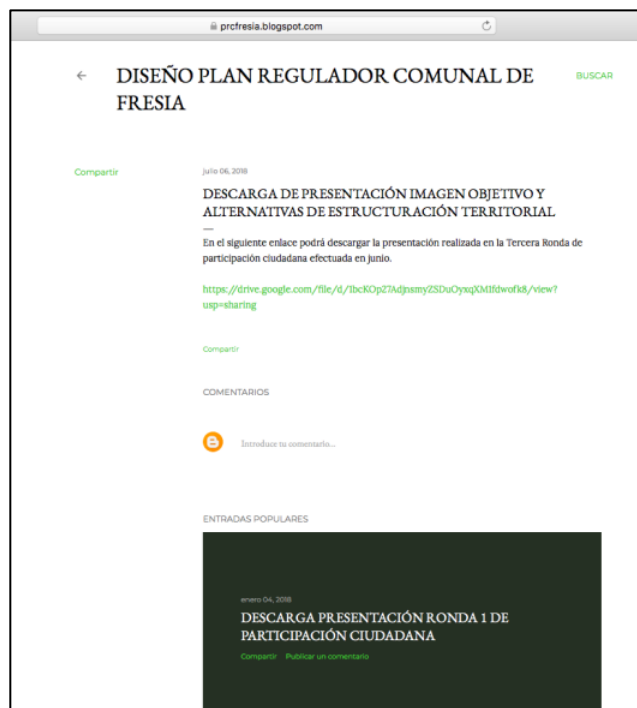 prcfresia.blogspot.com
DISEÑO PLAN REGULADOR COMUNAL DE
FRESIA
BUSCAR
Compartir
julio 06, 2018
DESCARGA DE PRESENTACIÓN IMAGEN OBJETIVO Y
ALTERNATIVAS DE ESTRUCTURACIÓN TERRITORIAL
En el siguiente enlace podrá descargar la presentación realizada en la Tercera Ronda de
participación ciudadana efectuada en junio.
https://drive.google.com/file/d/1bcKOp27AdjnsmyZSDuOyxqXM1fdwofk8/view?
usp=sharing
Compartir
COMENTARIOS
Introduce tu comentario...
ENTRADAS POPULARES
enero 04, 2018
DESCARGA PRESENTACIÓN RONDA 1 DE
PARTICIPACIÓN CIUDADANA
Compartir Publicar un comentario